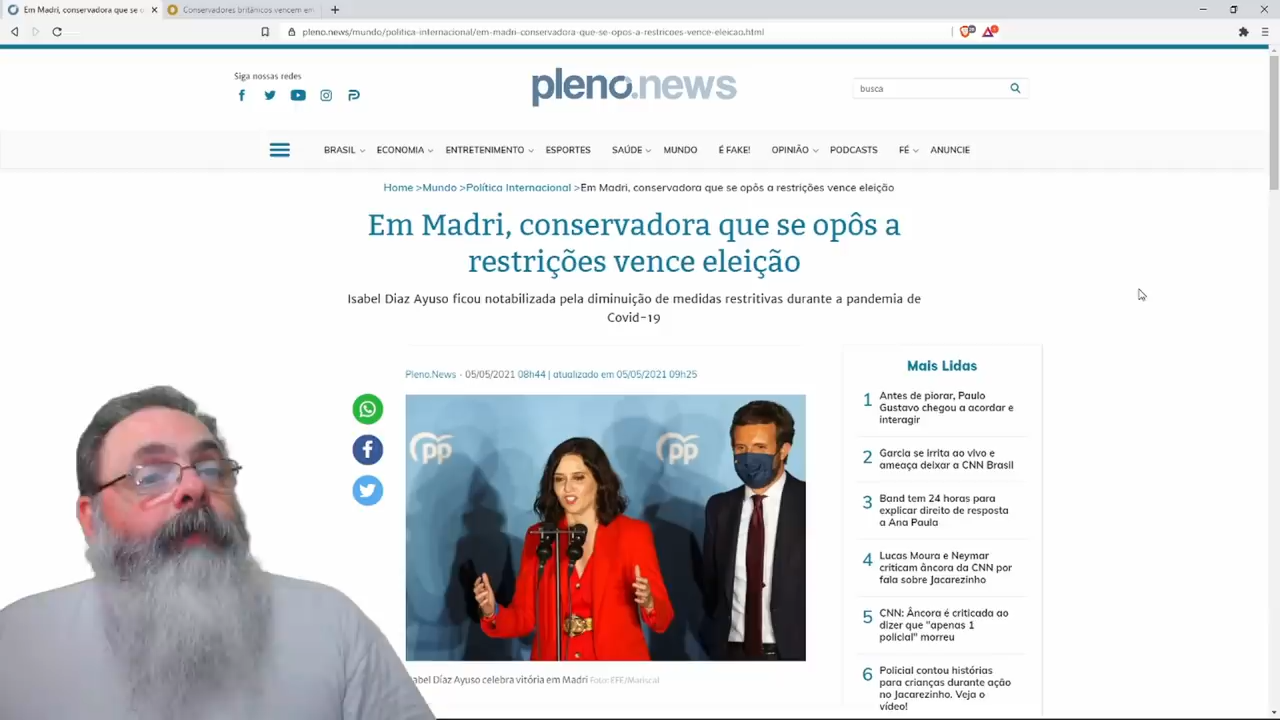 Em Madri, conservadora que se o
Conservadores britânicos vencem em
pleno.news/mundo/politica-internacional/em-madri-conservadora-que-se-opos-a-restricoes-vence-eleicao.html
Siga nossas redes
pleno.news
busca
BRASIL ECONOMIA ENTRETENIMENTO ESPORTES SAÚDE MUNDO É FAKE! OPINIÃO PODCASTS FÉ ANUNCIE
Home >Mundo >Política Internacional >Em Madri, conservadora que se opôs a restrições vence eleição
Em Madri, conservadora que se opôs a
restrições vence eleição
Isabel Diaz Ayuso ficou notabilizada pela diminuição de medidas restritivas durante a pandemia de
Covid-19
Pleno.News - 05/05/2021 08h44 | atualizado em 05/05/2021 09h25
PP
PP
abel Díaz Ayuso celebra vitória em Madri Foto: EFE/Mariscal
Mais Lidas
1 Antes de piorar, Paulo
Gustavo chegou a acordar e
interagir
2 Garcia se irrita ao vivo e
ameaça deixar a CNN Brasil
3 Band tem 24 horas para
explicar direito de resposta
a Ana Paula
4 Lucas Moura e Neymar
criticam âncora da CNN por
fala sobre Jacarezinho
5 CNN: Âncora é criticada ao
dizer que "apenas 1
policial" morreu
6 Policial contou histórias
para crianças durante ação
no Jacarezinho. Veja o
vídeo!